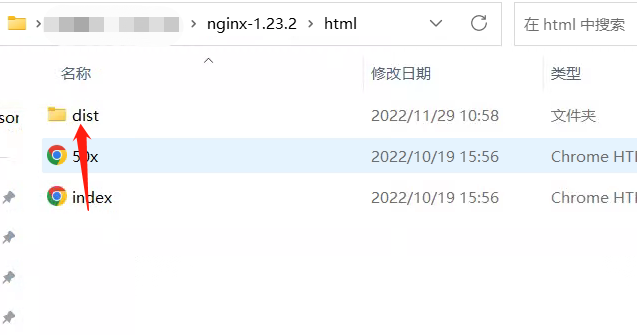 nginx-1.23.2 > html 在 html 中搜索
名称 修改日期 类型
dist 2022/11/29 10:58 文件夹
50x 2022/10/19 15:56 Chrome HT
index 2022/10/19 15:56 Chrome HT
sor